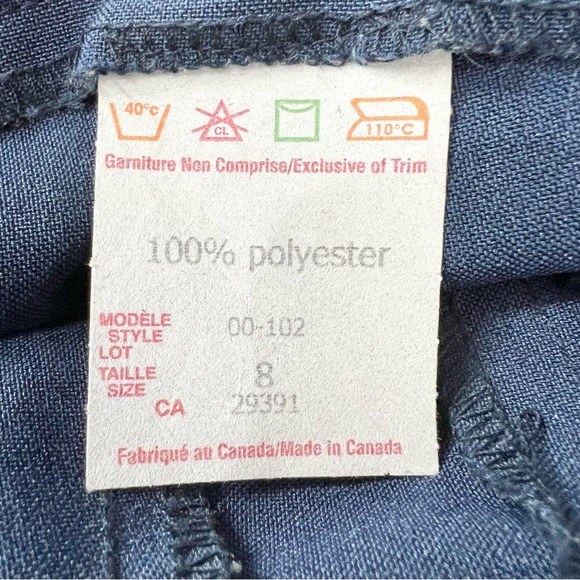 40°C CL 110°C
Garniture Non Comprise/Exclusive of Trim
100% polyester
MODÈLE
STYLE 00-102
LOT
TAILLE 8
SIZE
CA 29391
Fabriqué au Canada/Made in Canada